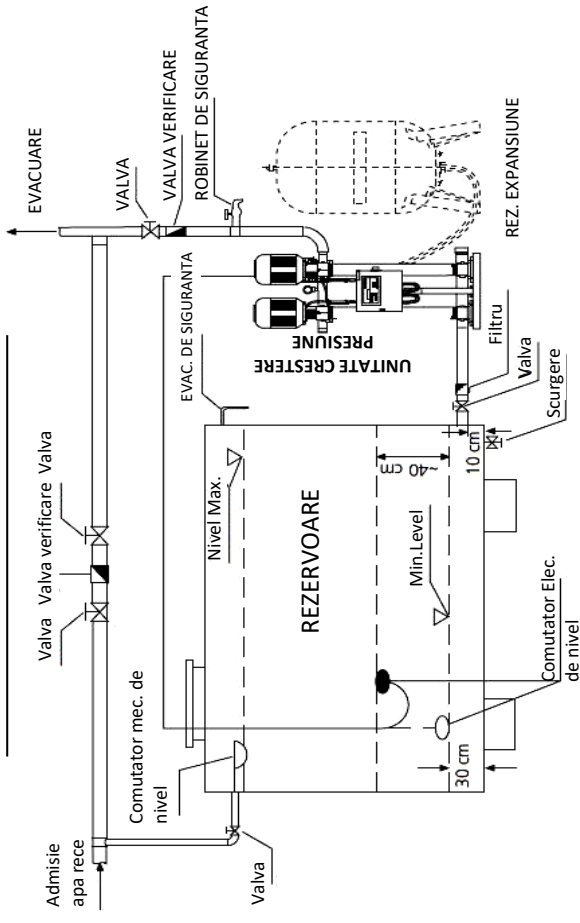 EVACUARE
VALVA
VALVA VERIFICARE
ROBINET DE SIGURANTA
REZ. EXPANSIUNE
Valva Valva verificare Valva
EVAC. DE SIGURANTA
UNITATE CRESTERE
PRESIUNE
Filtru
Valva
Scurgere
Nivel Max.
REZERVOARE
~40 cm
10 cm
Min.Level
Comutator mec. de
nivel
Comutator Elec.
de nivel
30 cm
Admisie
apa rece
Valva